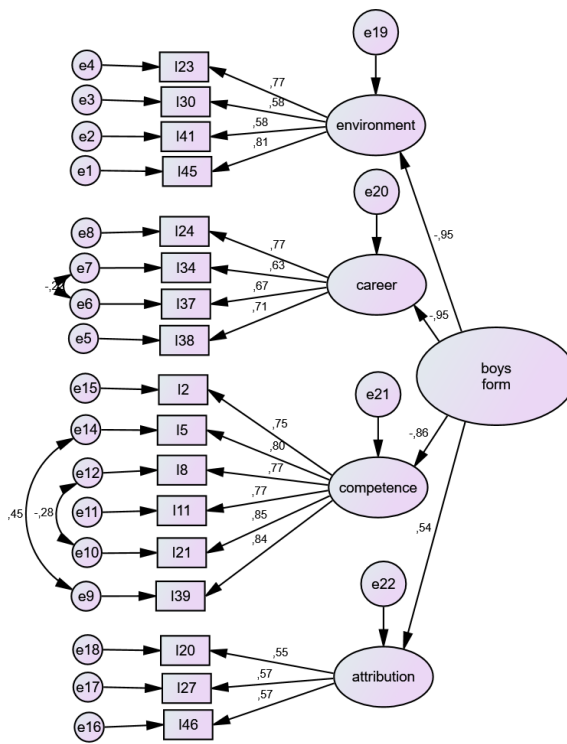 e19
e4
I23
,77
e3
I30
,58
environment
e2
I41
,58
e1
I45
,81
e20
-,95
e8
I24
,77
e7
I34
,63
career
e6
I37
,67
-,95
e5
I38
,71
boys
form
e21
e15
I2
,75
e14
I5
,80
-,86
e12
I8
,77
competence
,45
-,28
e11
I11
,77
e10
I21
,85
,54
e9
I39
,84
e22
e18
I20
,55
e17
I27
,57
attribution
e16
I46
,57